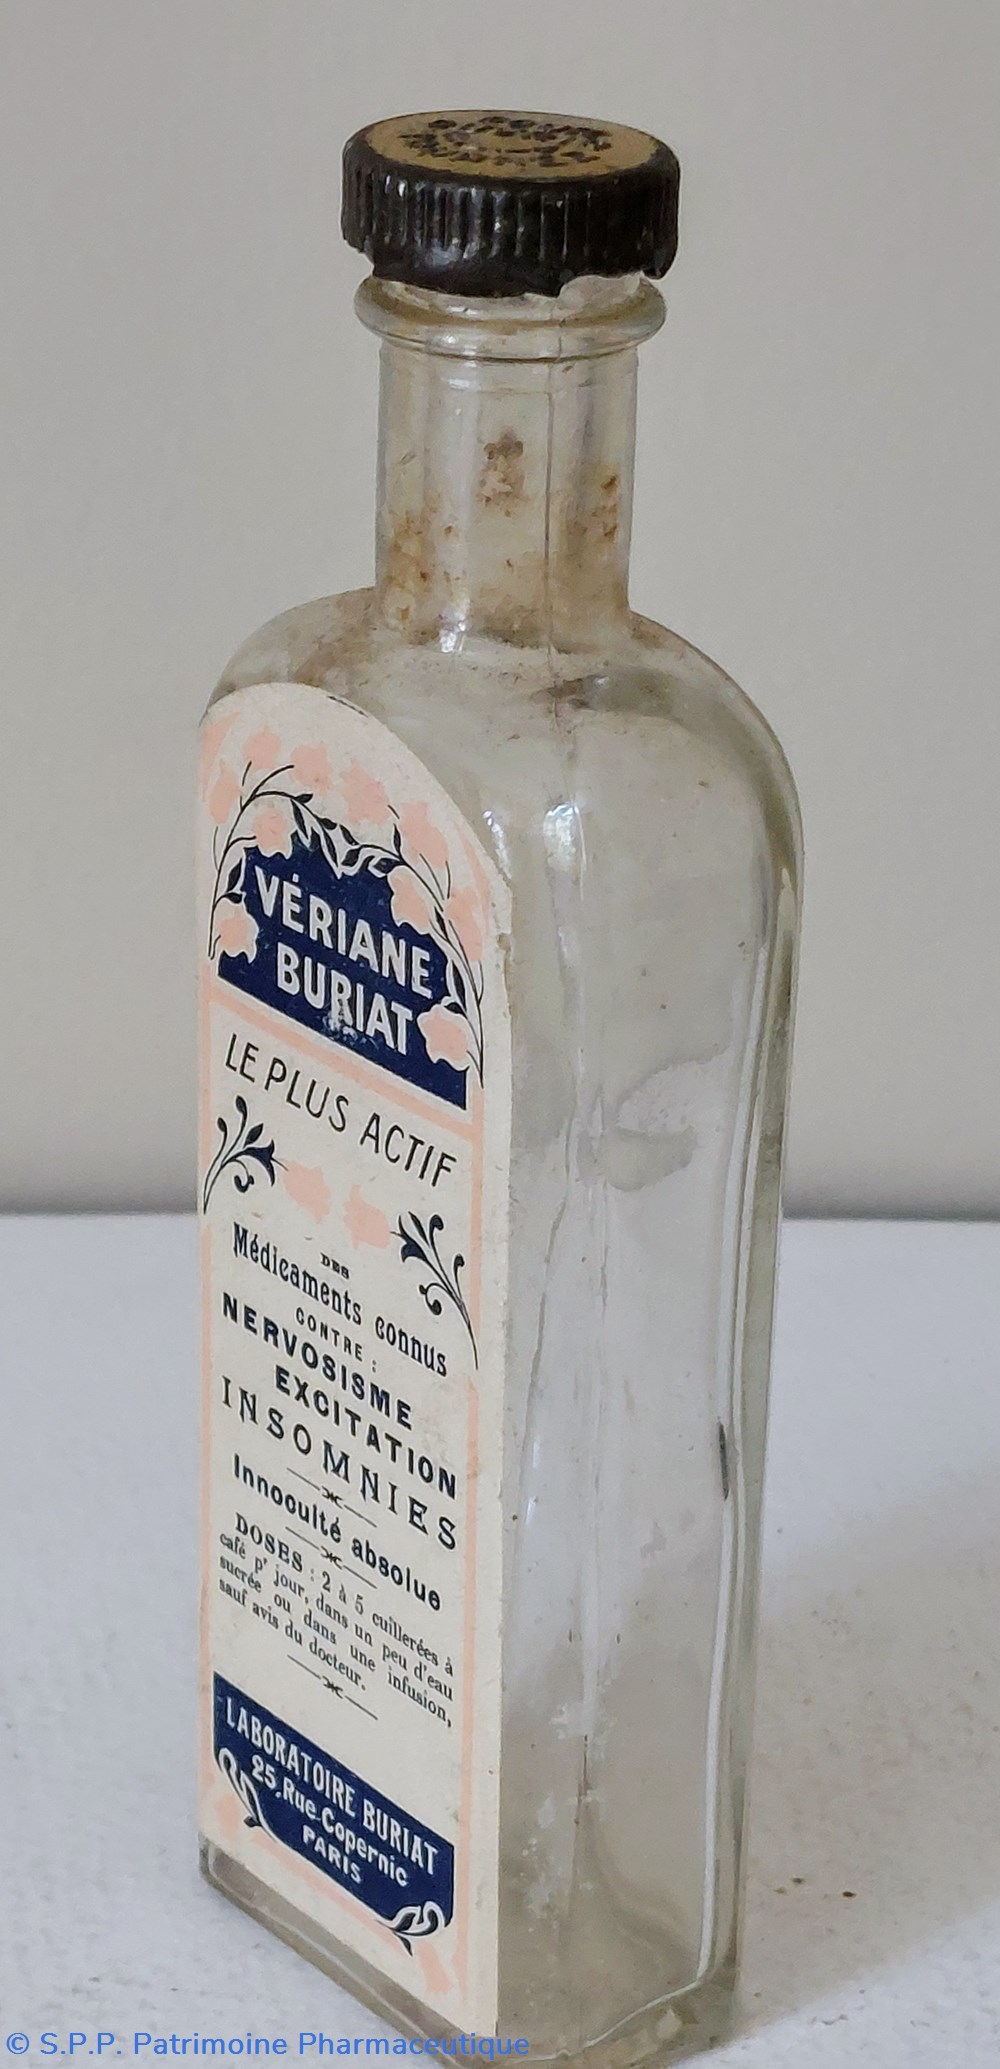 VÉRIANE
BURIAT
LE PLUS ACTIF
DES
Médicaments connus
CONTRE :
NERVOSISME
EXCITATION
INSOMNIES
Innocuité absolue
DOSES : 2 à 5 cuillerées à
café pr jour, dans un peu d'eau
sucrée ou dans une infusion,
sauf avis du docteur.
LABORATOIRE BURIAT
25, Rue Copernic
PARIS
© S.P.P. Patrimoine Pharmaceutique